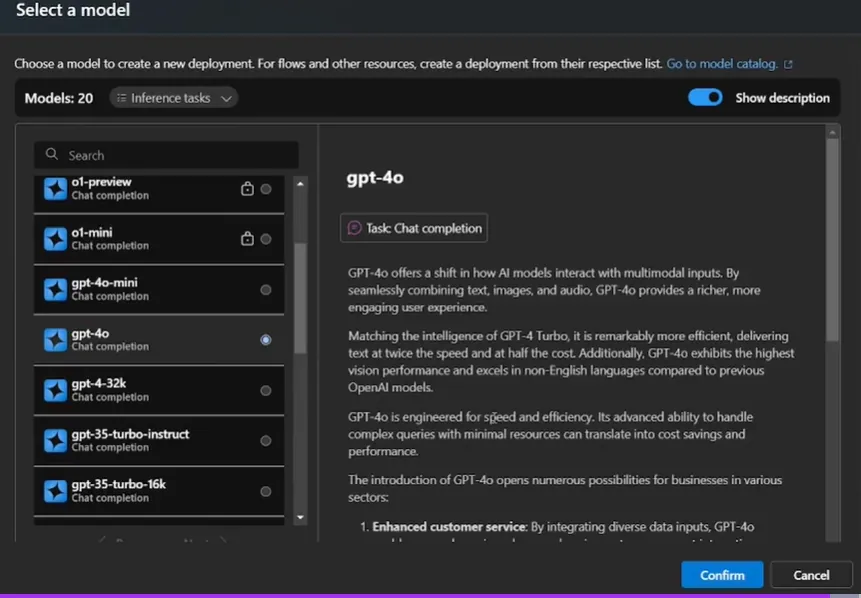 Select a model
Choose a model to create a new deployment. For flows and other resources, create a deployment from their respective list. Go to model catalog.
Models: 20
Inference tasks
Show description
Search
o1-preview
Chat completion
o1-mini
Chat completion
gpt-4o-mini
Chat completion
gpt-4o
Chat completion
gpt-4-32k
Chat completion
gpt-35-turbo-instruct
Chat completion
gpt-35-turbo-16k
Chat completion
gpt-4o
Task: Chat completion
GPT-4o offers a shift in how AI models interact with multimodal inputs. By
seamlessly combining text, images, and audio, GPT-4o provides a richer, more
engaging user experience.
Matching the intelligence of GPT-4 Turbo, it is remarkably more efficient, delivering
text at twice the speed and at half the cost. Additionally, GPT-4o exhibits the highest
vision performance and excels in non-English languages compared to previous
OpenAI models.
GPT-4o is engineered for speed and efficiency. Its advanced ability to handle
complex queries with minimal resources can translate into cost savings and
performance.
The introduction of GPT-4o opens numerous possibilities for businesses in various
sectors:
1. Enhanced customer service: By integrating diverse data inputs, GPT-4o
Confirm
Cancel